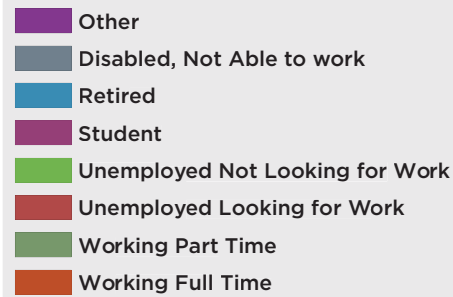 Other
Disabled, Not Able to work
Retired
Student
Unemployed Not Looking for Work
Unemployed Looking for Work
Working Part Time
Working Full Time